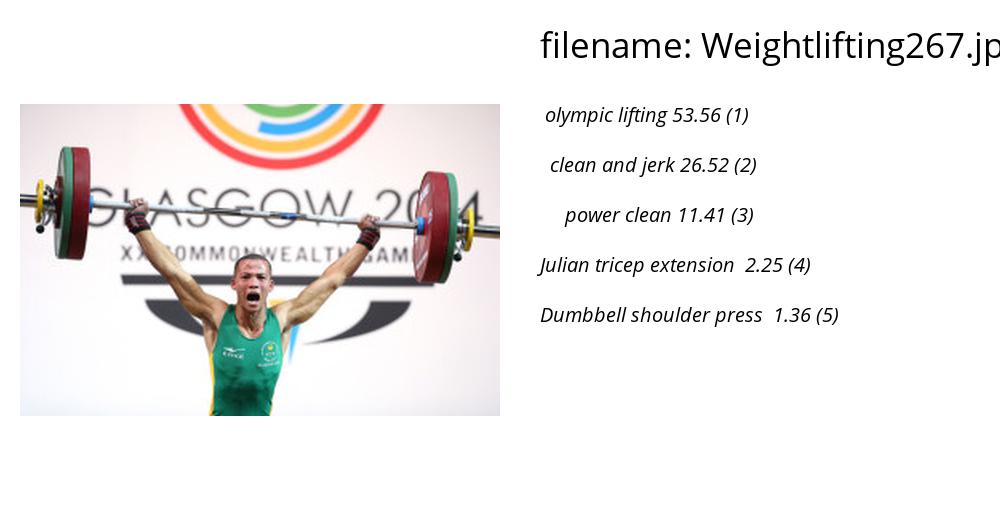 filename: Weightlifting267.jp
olympic lifting 53.56 (1)
clean and jerk 26.52 (2)
power clean 11.41 (3)
Julian tricep extension 2.25 (4)
Dumbbell shoulder press 1.36 (5)
GLASGOW 2014
XX COMMONWEALTH GAM